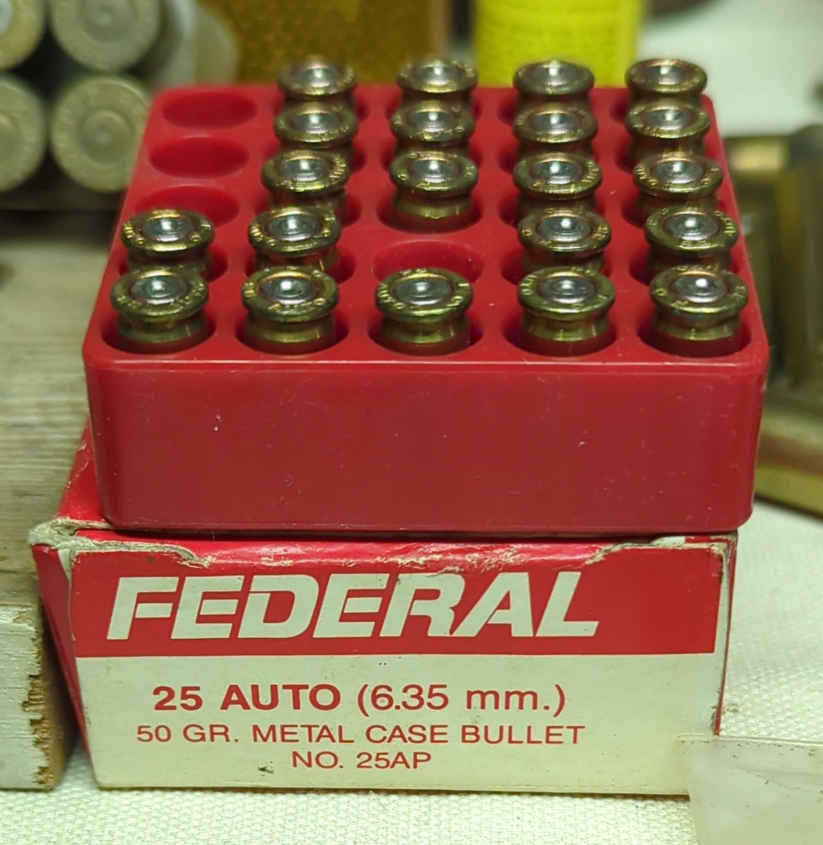 FEDERAL
25 AUTO (6.35 mm.)
50 GR. METAL CASE BULLET
NO. 25AP